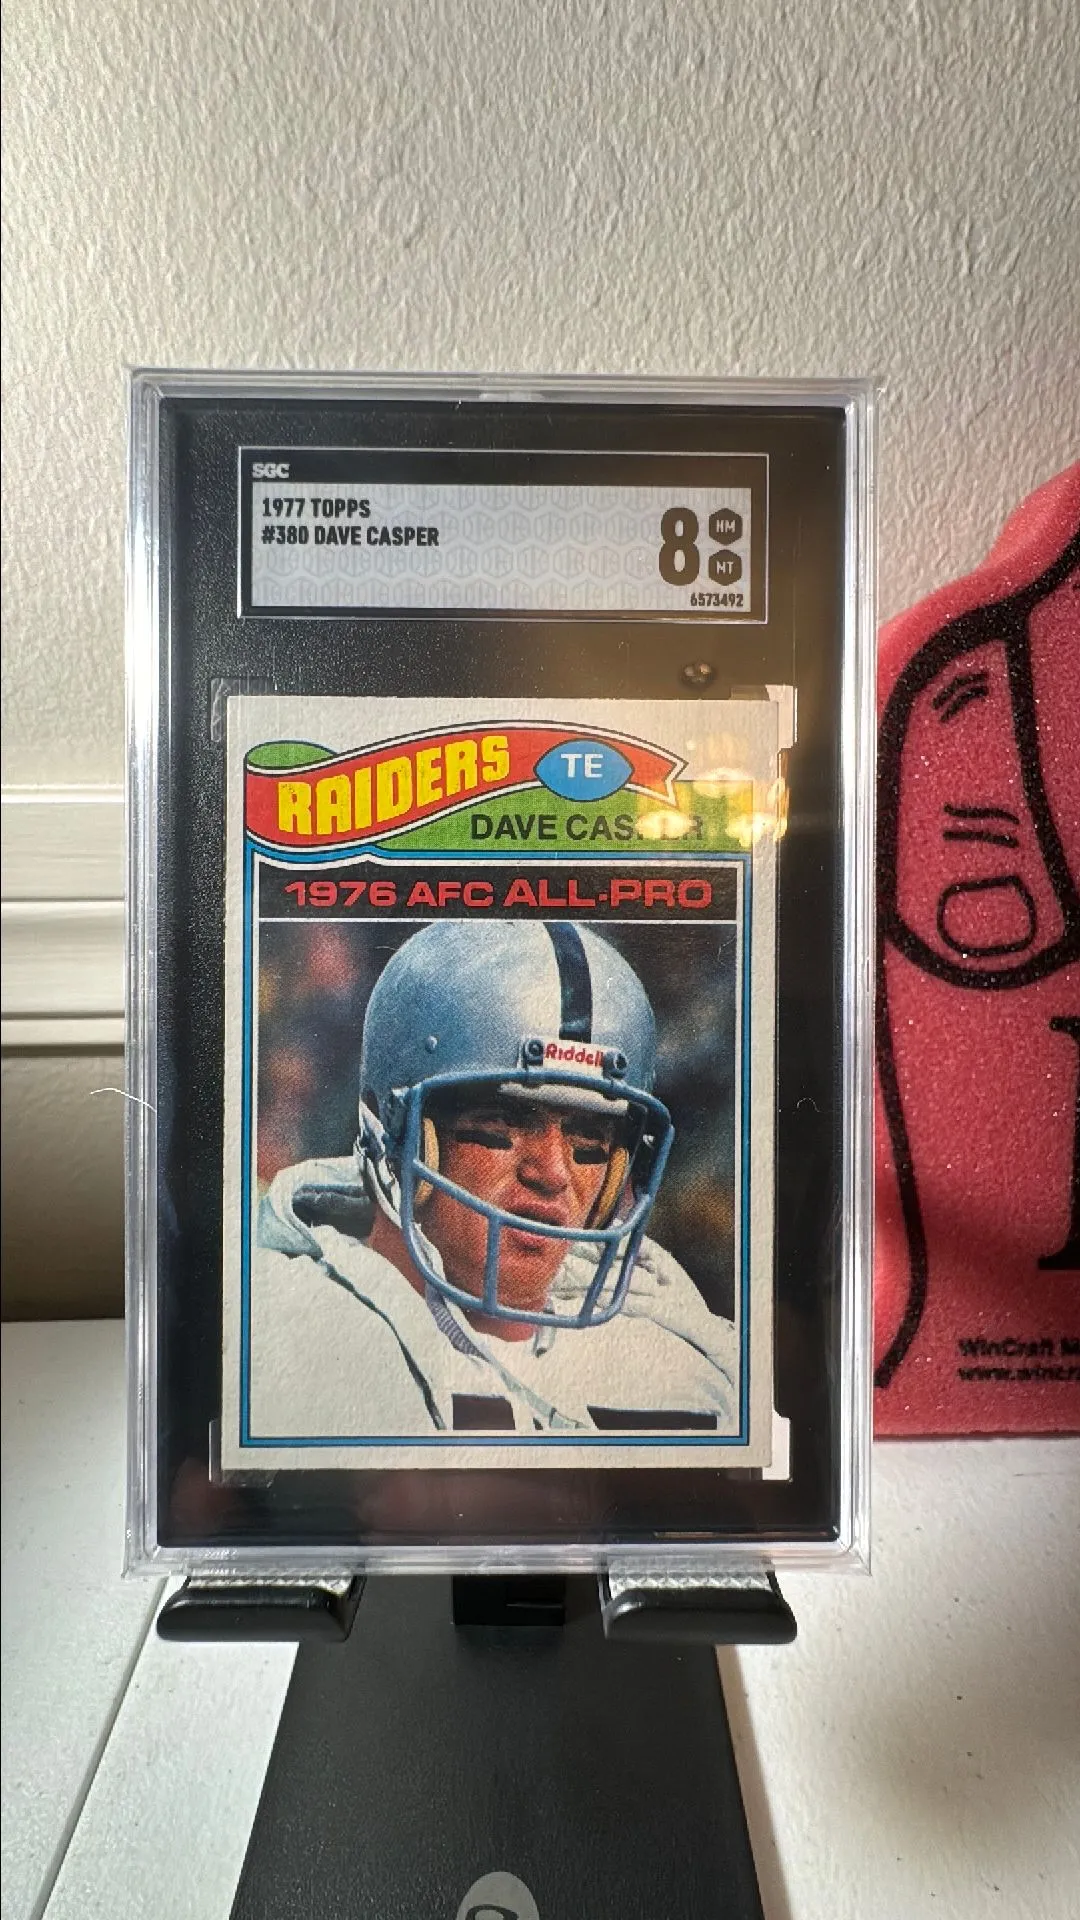 SGC
1977 TOPPS
#380 DAVE CASPER
8
NM
MT
6573492
RAIDERS
TE
DAVE CASPER
1976 AFC ALL-PRO
Riddell
WinCraft